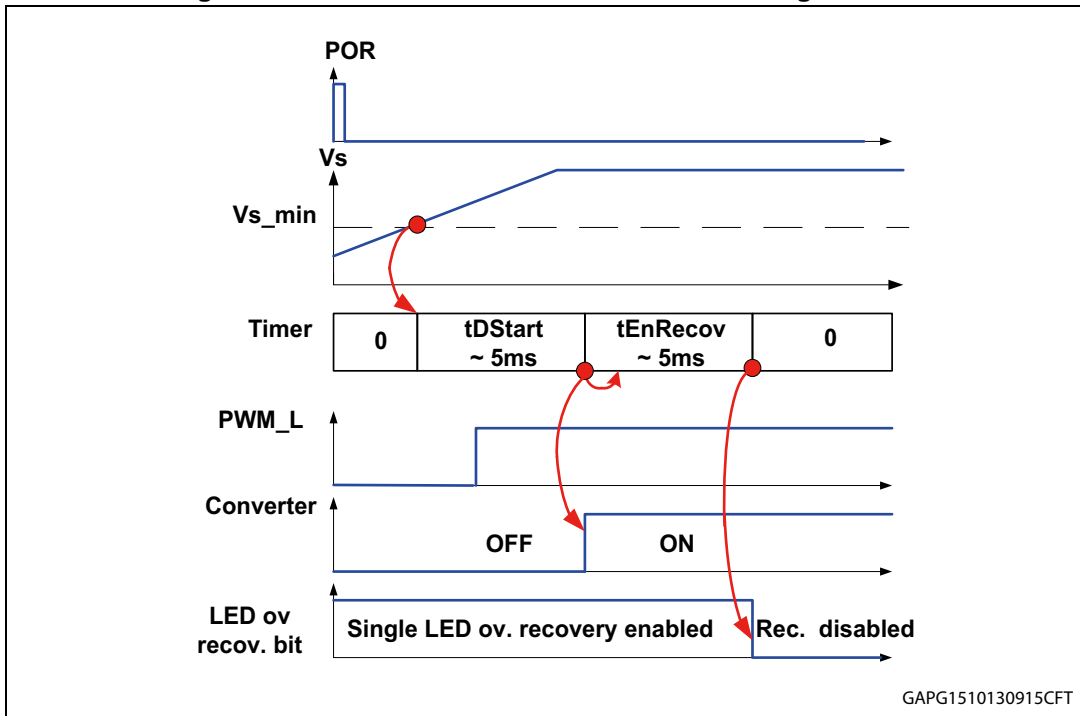 POR
Vs
Vs_min
Timer
0
tDStart
~ 5ms
tEnRecov
~ 5ms
0
PWM_L
Converter
OFF
ON
LED ov
recov. bit
Single LED ov. recovery enabled
Rec. disabled
GAPG1510130915CFT